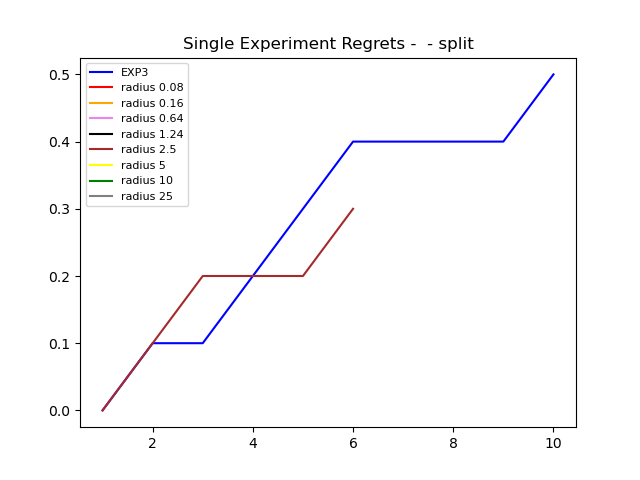 Single Experiment Regrets -  - split
EXP3
radius 0.08
radius 0.16
radius 0.64
radius 1.24
radius 2.5
radius 5
radius 10
radius 25
0.5
0.4
0.3
0.2
0.1
0.0
2 4 6 8 10